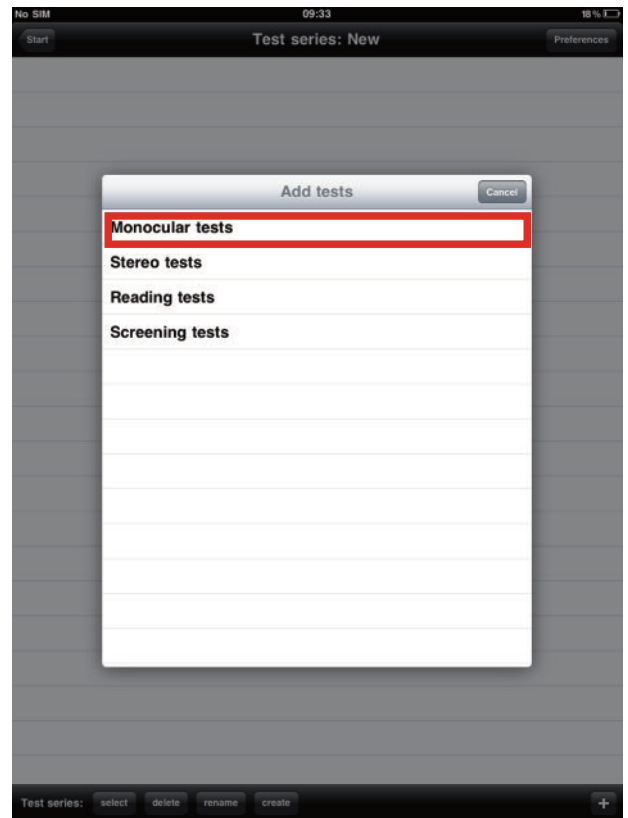 No SIM 09:33 18 %
Start Test series: New Preferences
Add tests Cancel
Monocular tests
Stereo tests
Reading tests
Screening tests
Test series: select delete rename create +